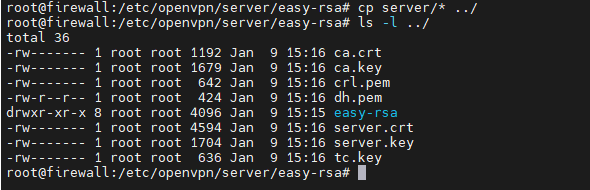 root@firewall:/etc/openvpn/server/easy-rsa# cp server/* ../
root@firewall:/etc/openvpn/server/easy-rsa# ls -l ../
total 36
-rw------- 1 root root 1192 Jan  9 15:16 ca.crt
-rw------- 1 root root 1679 Jan  9 15:16 ca.key
-rw------- 1 root root  642 Jan  9 15:16 crl.pem
-rw-r--r-- 1 root root  424 Jan  9 15:16 dh.pem
drwxr-xr-x 8 root root 4096 Jan  9 15:15 easy-rsa
-rw------- 1 root root 4594 Jan  9 15:16 server.crt
-rw------- 1 root root 1704 Jan  9 15:16 server.key
-rw------- 1 root root  636 Jan  9 15:16 tc.key
root@firewall:/etc/openvpn/server/easy-rsa#